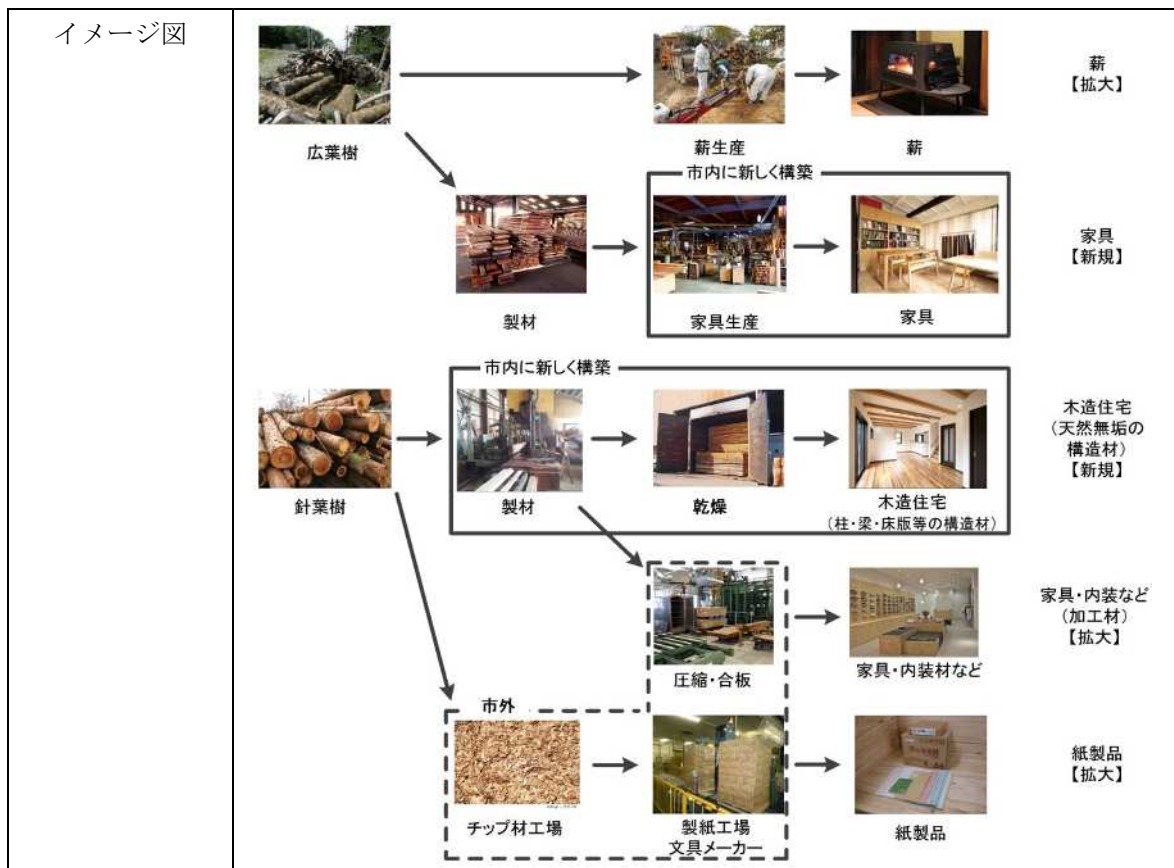 イメージ図
広葉樹
薪生産
薪
薪
【拡大】
市内に新しく構築
製材
家具生産
家具
家具
【新規】
市内に新しく構築
針葉樹
製材
乾燥
木造住宅
(柱・梁・床版等の構造材)
木造住宅
(天然無垢の
構造材)
【新規】
圧縮・合板
家具・内装材など
家具・内装など
(加工材)
【拡大】
市外
チップ材工場
製紙工場
文具メーカー
紙製品
紙製品
【拡大】